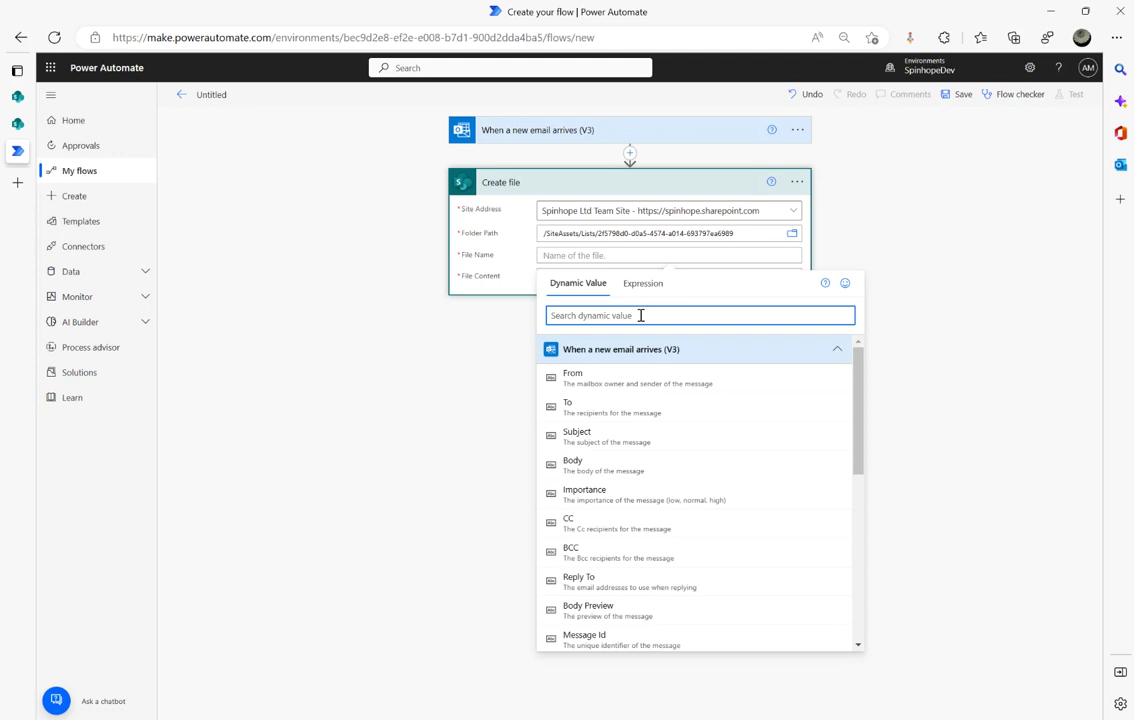 Create your flow | Power Automate
https://make.powerautomate.com/environments/bec9d2e8-ef2e-e008-b7d1-900d2dda4ba5/flows/new
Power Automate
Search
Environments
SpinhopeDev
AM
Untitled
Undo
Redo
Comments
Save
Flow checker
Test
Home
Approvals
My flows
Create
Templates
Connectors
Data
Monitor
AI Builder
Process advisor
Solutions
Learn
Ask a chatbot
When a new email arrives (V3)
Create file
* Site Address
Spinhope Ltd Team Site - https://spinhope.sharepoint.com
* Folder Path
/SiteAssets/Lists/2f5798d0-d0a5-4574-a014-693797ea6989
* File Name
Name of the file.
* File Content
Dynamic Value
Expression
Search dynamic value
When a new email arrives (V3)
From
The mailbox owner and sender of the message
To
The recipients for the message
Subject
The subject of the message
Body
The body of the message
Importance
The importance of the message (low, normal, high)
CC
The Cc recipients for the message
BCC
The Bcc recipients for the message
Reply To
The email addresses to use when replying
Body Preview
The preview of the message
Message Id
The unique identifier of the message